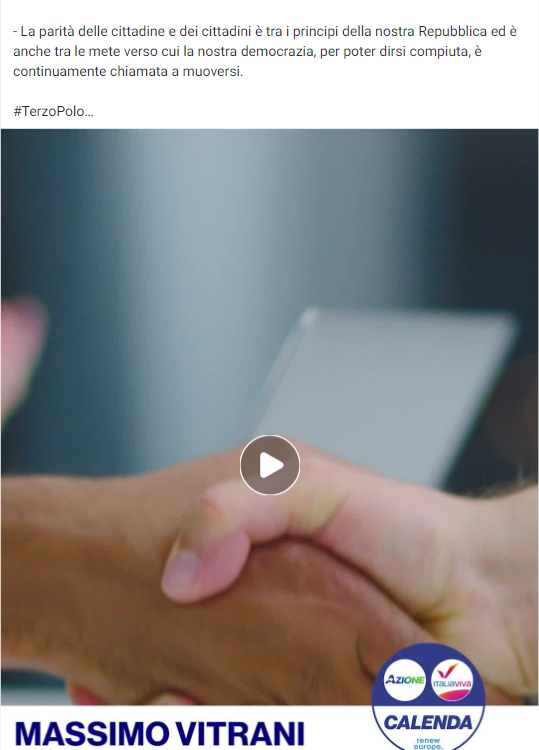 - La parità delle cittadine e dei cittadini è tra i principi della nostra Repubblica ed è
anche tra le mete verso cui la nostra democrazia, per poter dirsi compiuta, è
continuamente chiamata a muoversi.
#TerzoPolo...
AZIONE
ITALIAVIVA
CALENDA
MASSIMO VITRANI
renew
europe.